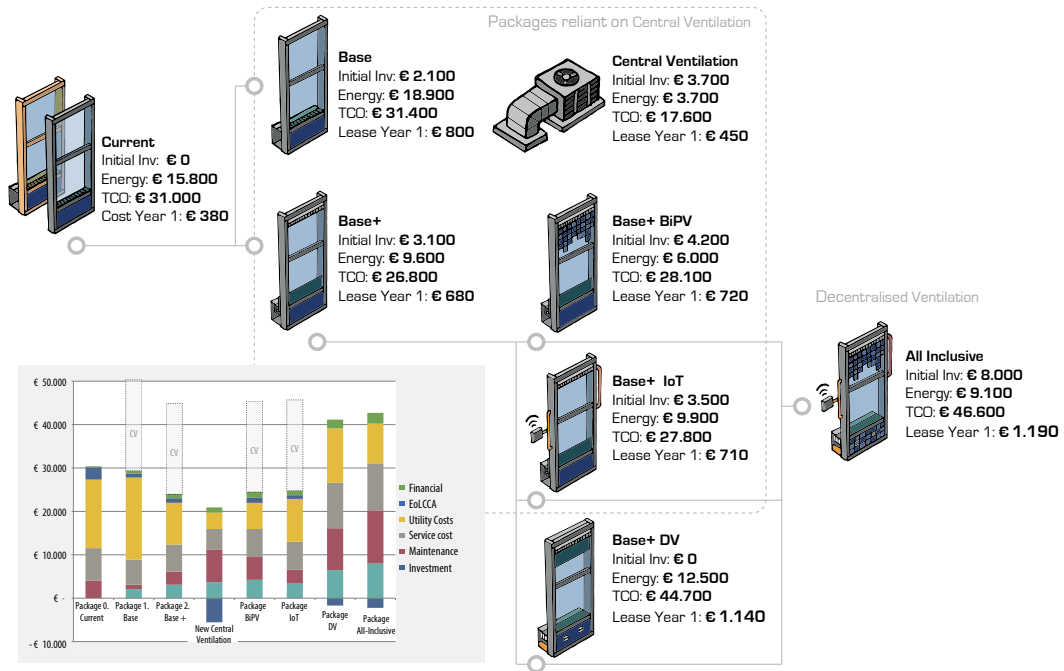 Packages reliant on Central Ventilation
Base
Initial Inv: € 2.100
Energy: € 18.900
TCO: € 31.400
Lease Year 1: € 800
Central Ventilation
Initial Inv: € 3.700
Energy: € 3.700
TCO: € 17.600
Lease Year 1: € 450
Current
Initial Inv: € 0
Energy: € 15.800
TCO: € 31.000
Cost Year 1: € 380
Base+
Initial Inv: € 3.100
Energy: € 9.600
TCO: € 26.800
Lease Year 1: € 680
Base+ BiPV
Initial Inv: € 4.200
Energy: € 6.000
TCO: € 28.100
Lease Year 1: € 720
Decentralised Ventilation
All Inclusive
Initial Inv: € 8.000
Energy: € 9.100
TCO: € 46.600
Lease Year 1: € 1.190
Base+ IoT
Initial Inv: € 3.500
Energy: € 9.900
TCO: € 27.800
Lease Year 1: € 710
Base+ DV
Initial Inv: € 0
Energy: € 12.500
TCO: € 44.700
Lease Year 1: € 1.140
€ 50.000
€ 40.000
€ 30.000
€ 20.000
€ 10.000
€ -
- € 10.000
CV
CV
CV
CV
Package 0.
Current
Package 1.
Base
Package 2.
Base +
New Central
Ventilation
Package
BiPV
Package
IoT
Package
DV
Package
All-Inclusive
Financial
EoLCCA
Utility Costs
Service cost
Maintenance
Investment